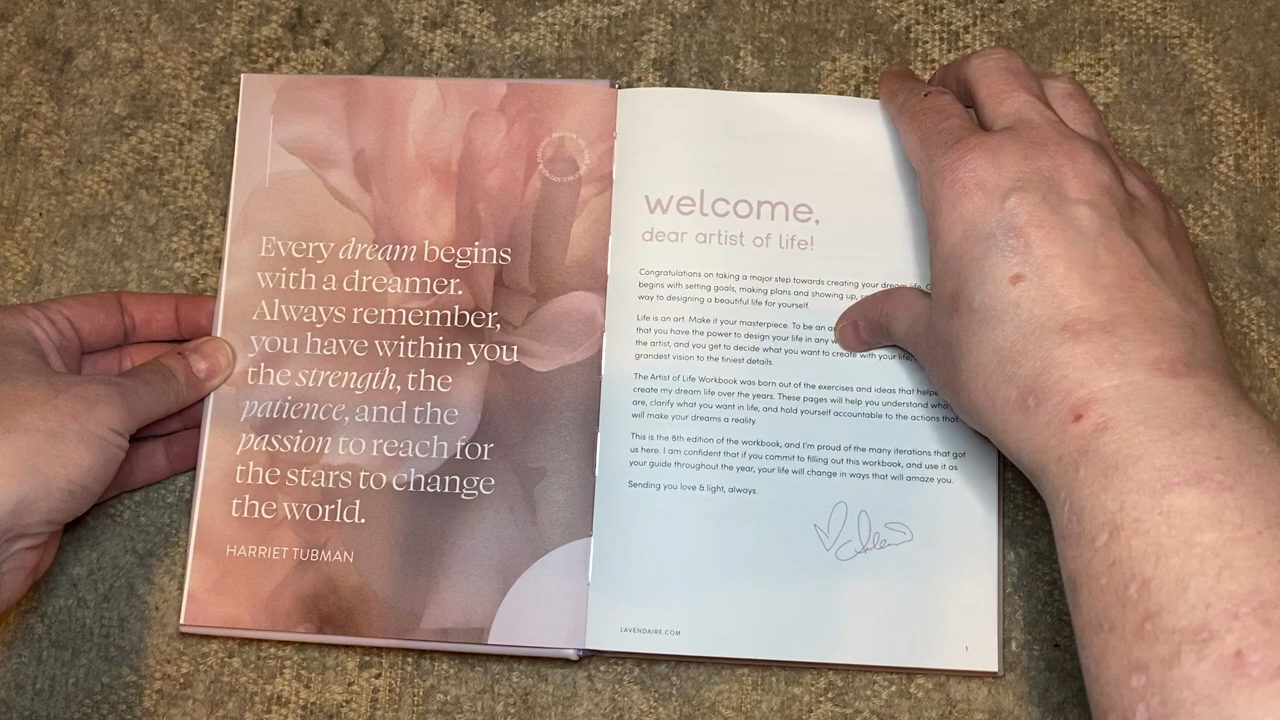 Every dream begins
with a dreamer.
Always remember,
you have within you
the strength, the
patience, and the
passion to reach for
the stars to change
the world.
HARRIET TUBMAN
welcome,
dear artist of life!
Congratulations on taking a major step towards creating your dream life.
begins with setting goals, making plans and showing up,
way to designing a beautiful life for yourself.
Life is an art. Make it your masterpiece. To be an
that you have the power to design your life in any
the artist, and you get to decide what you want to create with your life,
grandest vision to the tiniest details.
The Artist of Life Workbook was born out of the exercises and ideas that
create my dream life over the years. These pages will help you understand who
are, clarify what you want in life, and hold yourself accountable to the actions that
will make your dreams a reality.
This is the 8th edition of the workbook, and I'm proud of the many iterations that got
us here. I am confident that if you commit to filling out this workbook, and use it as
your guide throughout the year, your life will change in ways that will amaze you.
Sending you love & light, always.
LAVENDAIRE.COM
1